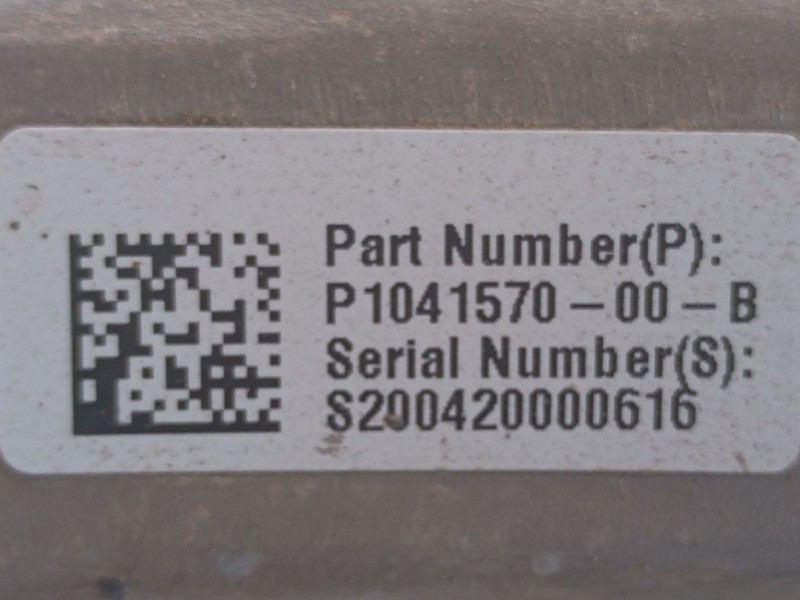 Part Number(P):
P1041570-00-B
Serial Number(S):
S200420000616